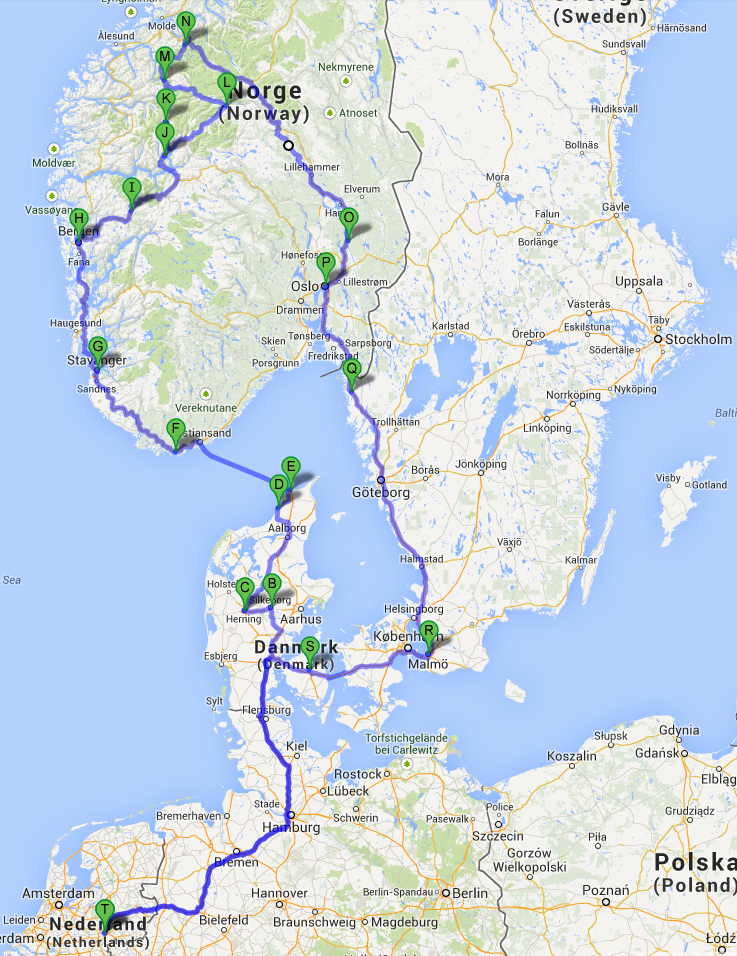 Sverige
(Sweden)
Härnösand
Molde
Ålesund
N
Sundsvall
M
Nekmyrene
L
Norge
(Norway)
K
Atnoset
Hudiksvall
J
Bollnäs
Moldvær
Lillehammer
Mora
I
Elverum
Gävle
H
Falun
O
Bergen
Borlänge
Fana
P
Hønefoss
Lillestrøm
Uppsala
Oslo
Drammen
Västerås
Täby
Haugesund
Karlstad
Örebro
Eskilstuna
Stockholm
Tønsberg
Sarpsborg
Skien
Södertälje
G
Fredrikstad
Porsgrunn
Stavanger
Q
Nyköping
Sandnes
Norrköping
Vereknutane
Trollhättan
Linköping
F
Kristiansand
E
Borås
Jönköping
D
Göteborg
Visby
Gotland
Aalborg
Växjö
Halmstad
Kalmar
Sea
C
B
Silkeborg
Herning
Aarhus
Helsingborg
R
København
S
Danmark
(Denmark)
Malmö
Esbjerg
Sylt
Flensburg
Kiel
Torfstichgelände
bei Carlewitz
Słupsk
Gdynia
Koszalin
Gdańsk
Rostock
Lübeck
Elbląg
Stade
Schwerin
Bremerhaven
Pasewalk
Police
Grudziądz
Hamburg
Szczecin
Piła
Bremen
Gorzów
Wielkopolski
Polska
(Poland)
Amsterdam
Hannover
Berlin-Spandau
Berlin
Poznań
T
Leiden
Nederland
(Netherlands)
Bielefeld
Braunschweig
Magdeburg
Łódź